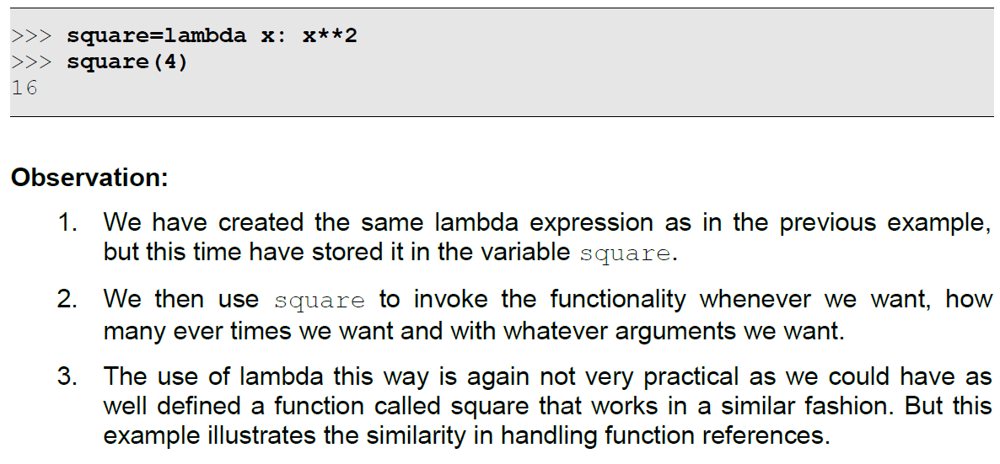 >>> square=lambda x: x**2
>>> square(4)
16
Observation:
1. We have created the same lambda expression as in the previous example,
but this time have stored it in the variable square.
2. We then use square to invoke the functionality whenever we want, how
many ever times we want and with whatever arguments we want.
3. The use of lambda this way is again not very practical as we could have as
well defined a function called square that works in a similar fashion. But this
example illustrates the similarity in handling function references.